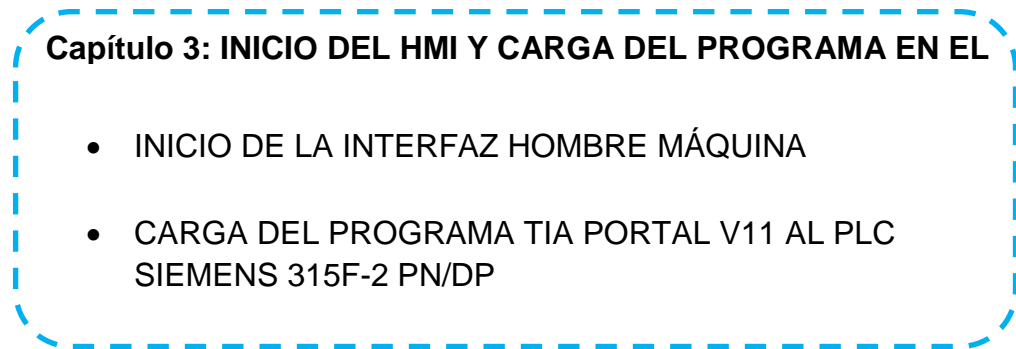 Capítulo 3: INICIO DEL HMI Y CARGA DEL PROGRAMA EN EL
• INICIO DE LA INTERFAZ HOMBRE MÁQUINA
• CARGA DEL PROGRAMA TIA PORTAL V11 AL PLC
SIEMENS 315F-2 PN/DP